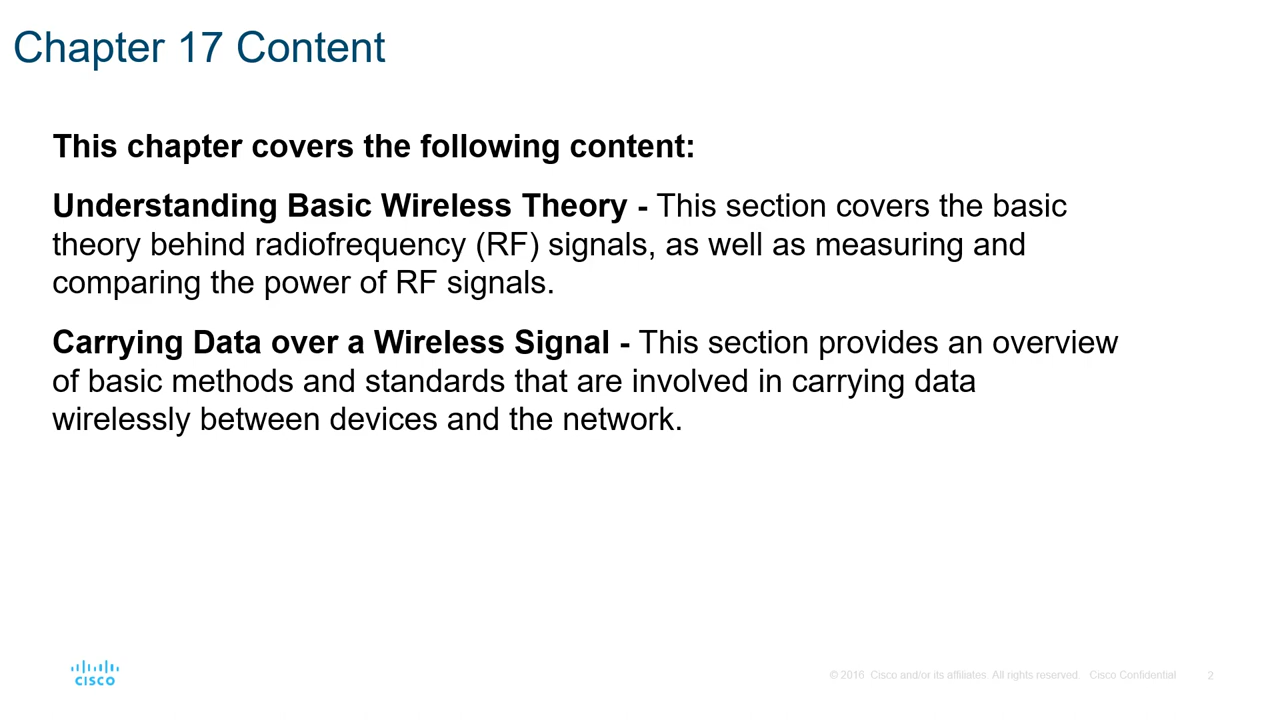 Chapter 17 Content
This chapter covers the following content:
Understanding Basic Wireless Theory - This section covers the basic
theory behind radiofrequency (RF) signals, as well as measuring and
comparing the power of RF signals.
Carrying Data over a Wireless Signal - This section provides an overview
of basic methods and standards that are involved in carrying data
wirelessly between devices and the network.
CISCO
© 2016 Cisco and/or its affiliates. All rights reserved. Cisco Confidential 2